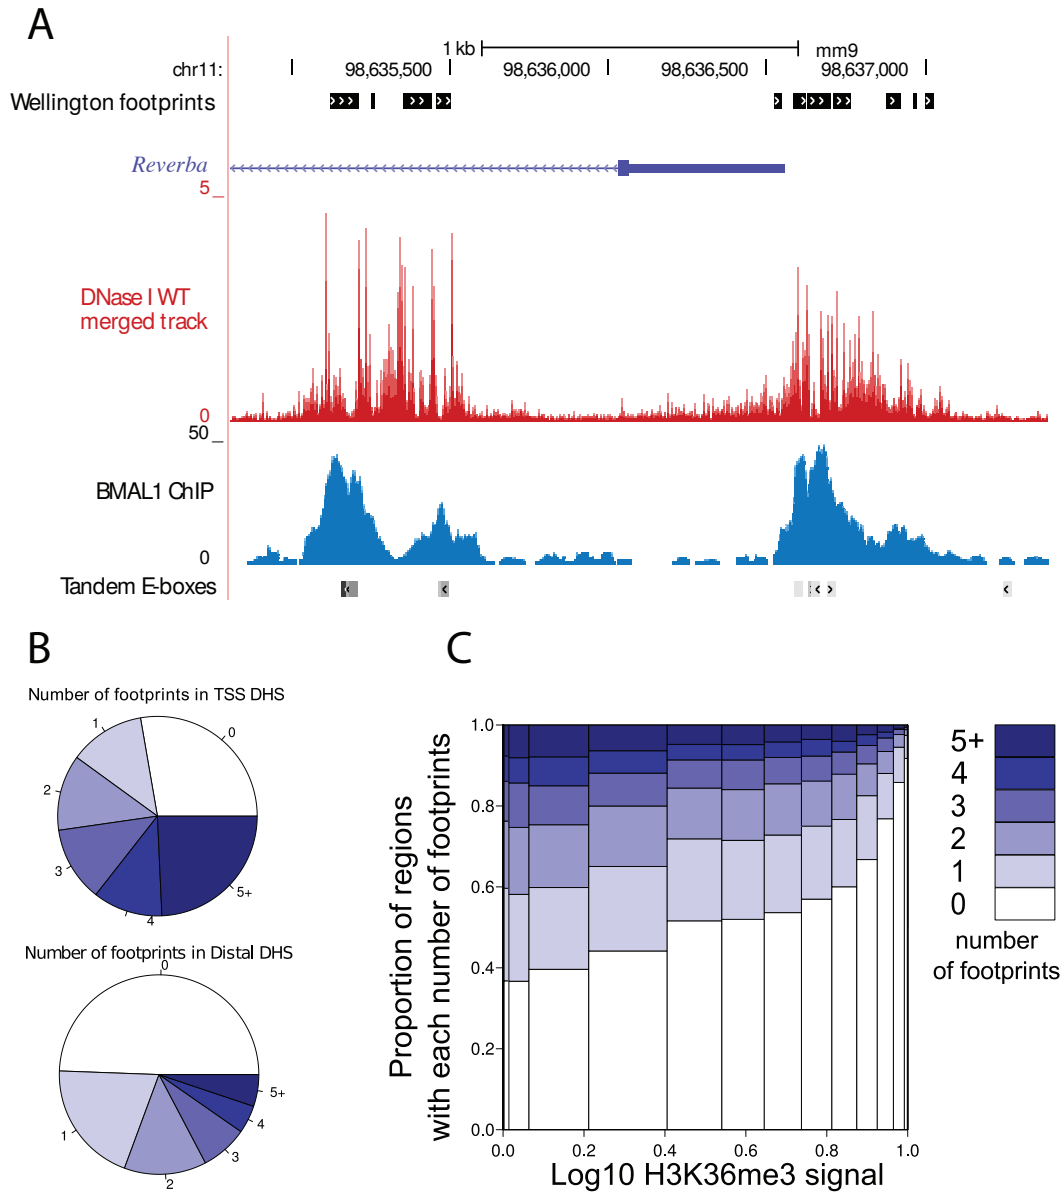 A
1 kb
mm9
chr11:
98,635,500
98,636,000
98,636,500
98,637,000
Wellington footprints
Reverba
5
DNase I WT
merged track
0
50
BMAL1 ChIP
0
Tandem E-boxes
B
Number of footprints in TSS DHS
0
1
2
3
4
5+
Number of footprints in Distal DHS
0
1
2
3
4
5+
C
Proportion of regions
with each number of footprints
1.0
0.8
0.6
0.4
0.2
0.0
0.0
0.2
0.4
0.6
0.8
1.0
Log10 H3K36me3 signal
5+
4
3
2
1
0
number
of footprints